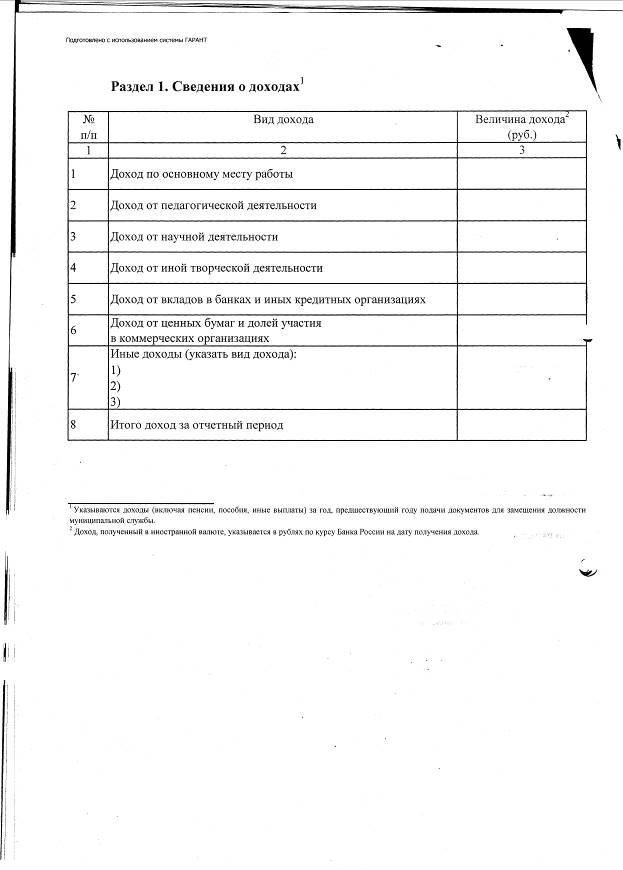 Подготовлено с использованием системы ГАРАНТ
Раздел 1. Сведения о доходах1
№ п/п Вид дохода Величина дохода2 (руб.)
1 2 3
1 Доход по основному месту работы
2 Доход от педагогической деятельности
3 Доход от научной деятельности
4 Доход от иной творческой деятельности
5 Доход от вкладов в банках и иных кредитных организациях
6 Доход от ценных бумаг и долей участия
в коммерческих организациях
7 Иные доходы (указать вид дохода):
1)
2)
3)
8 Итого доход за отчетный период
1 Указываются доходы (включая пенсии, пособия, иные выплаты) за год, предшествующий году подачи документов для замещения должности
муниципальной службы.
2 Доход, полученный в иностранной валюте, указывается в рублях по курсу Банка России на дату получения дохода.